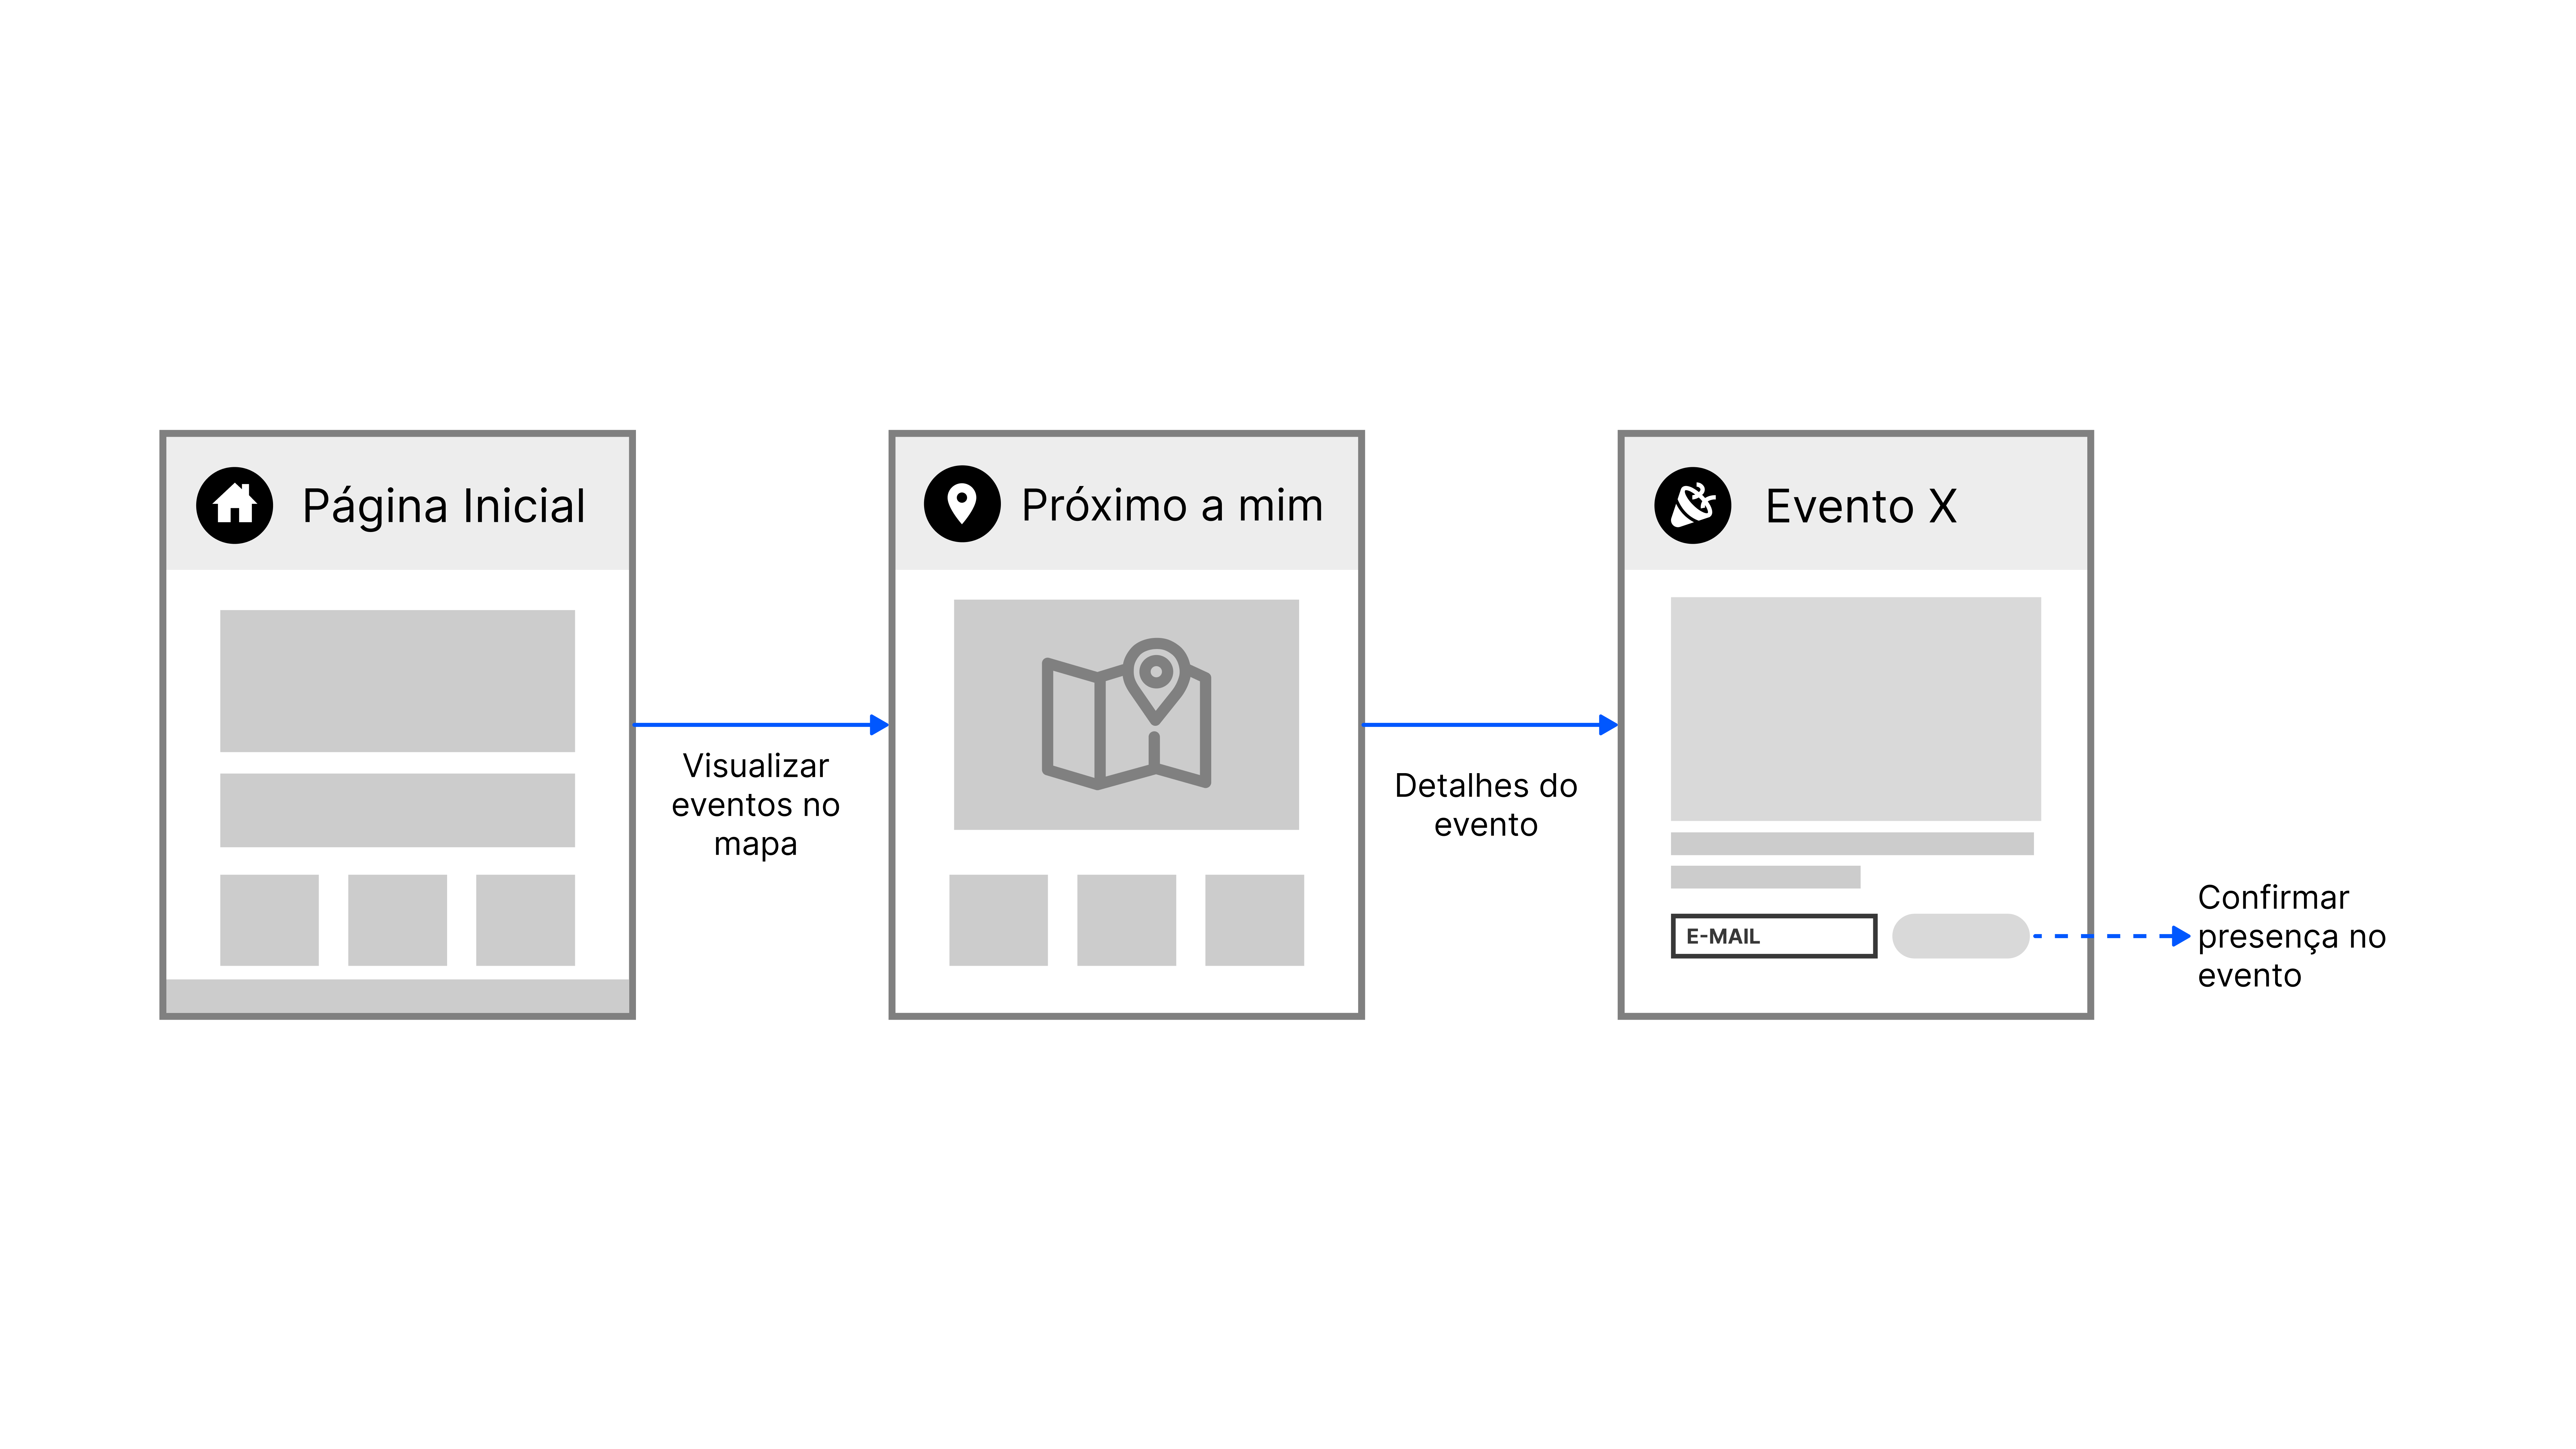 Página Inicial
Próximo a mim
Evento X
Visualizar
eventos no
mapa
Detalhes do
evento
E-MAIL
Confirmar
presença no
evento